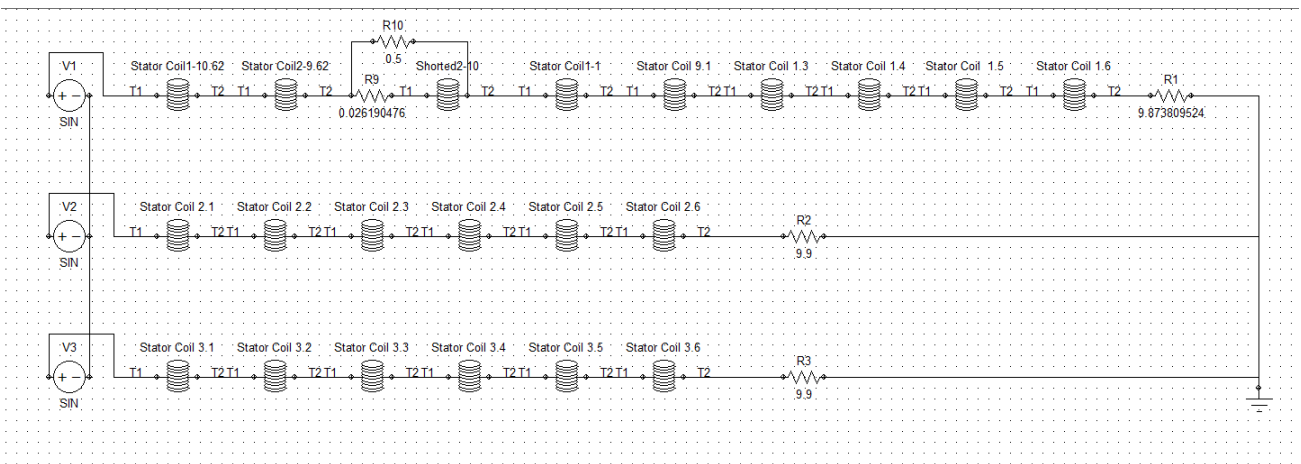 R10
0.5
V1 Stator Coil1-10.62 Stator Coil2-9.62 R9 Shorted2-10 Stator Coil1-1 Stator Coil 9.1 Stator Coil 1.3 Stator Coil 1.4 Stator Coil 1.5 Stator Coil 1.6 R1
+ - T1 T2 T1 T2 T1 T2 T1 T2 T1 T2 T1 T2 T1 T2 T1 T2 T1 T2
SIN 0.026190476 9.873809524
V2 Stator Coil 2.1 Stator Coil 2.2 Stator Coil 2.3 Stator Coil 2.4 Stator Coil 2.5 Stator Coil 2.6 R2
+ - T1 T2 T1 T2 T1 T2 T1 T2 T1 T2 T1 T2
SIN 9.9
V3 Stator Coil 3.1 Stator Coil 3.2 Stator Coil 3.3 Stator Coil 3.4 Stator Coil 3.5 Stator Coil 3.6 R3
+ - T1 T2 T1 T2 T1 T2 T1 T2 T1 T2 T1 T2
SIN 9.9